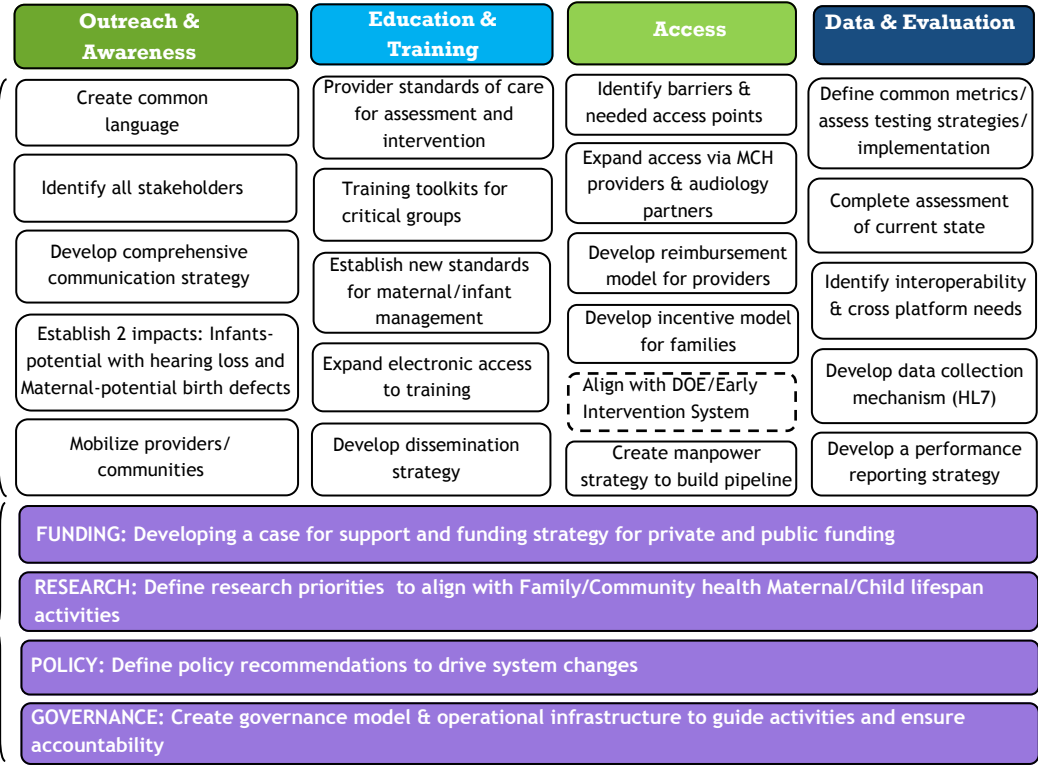 Outreach &
Awareness
Create common
language
Identify all stakeholders
Develop comprehensive
communication strategy
Establish 2 impacts: Infants-
potential with hearing loss and
Maternal-potential birth defects
Mobilize providers/
communities
Education &
Training
Provider standards of care
for assessment and
intervention
Training toolkits for
critical groups
Establish new standards
for maternal/infant
management
Expand electronic access
to training
Develop dissemination
strategy
Access
Identify barriers &
needed access points
Expand access via MCH
providers & audiology
partners
Develop reimbursement
model for providers
Develop incentive model
for families
Align with DOE/Early
Intervention System
Create manpower
strategy to build pipeline
Data & Evaluation
Define common metrics/
assess testing strategies/
implementation
Complete assessment
of current state
Identify interoperability
& cross platform needs
Develop data collection
mechanism (HL7)
Develop a performance
reporting strategy
FUNDING: Developing a case for support and funding strategy for private and public funding
RESEARCH: Define research priorities to align with Family/Community health Maternal/Child lifespan
activities
POLICY: Define policy recommendations to drive system changes
GOVERNANCE: Create governance model & operational infrastructure to guide activities and ensure
accountability